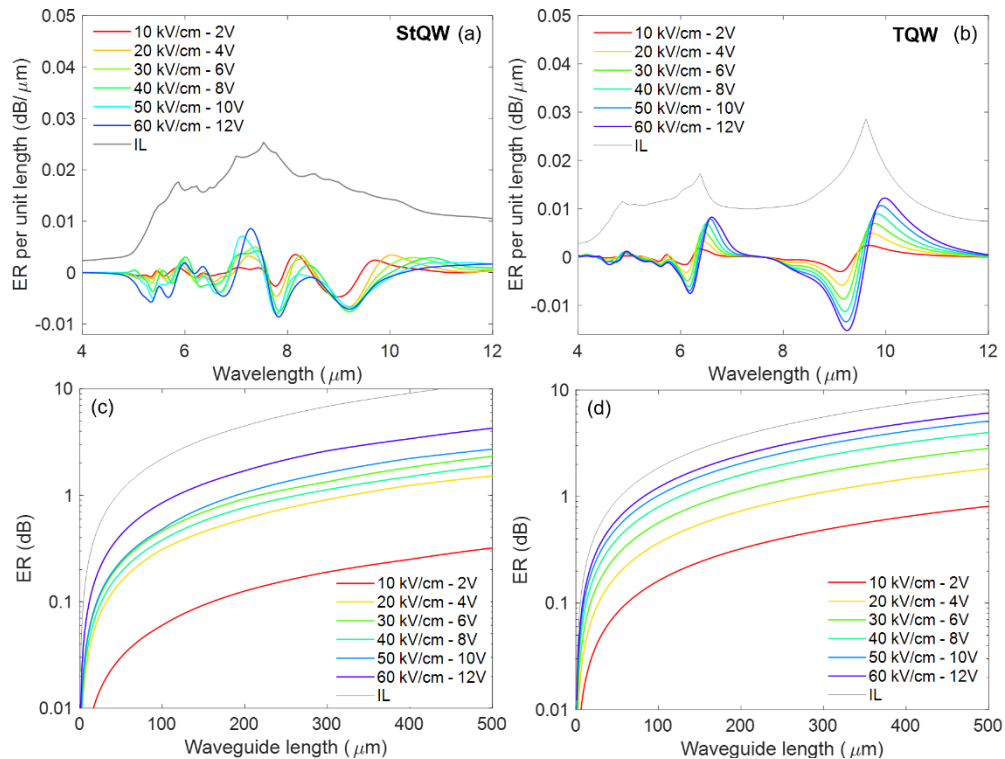 StQW (a)
10 kV/cm - 2V
20 kV/cm - 4V
30 kV/cm - 6V
40 kV/cm - 8V
50 kV/cm - 10V
60 kV/cm - 12V
IL
ER per unit length (dB/μm)
0.05
0.04
0.03
0.02
0.01
0
-0.01
4 6 8 10 12
Wavelength (μm)
TQW (b)
10 kV/cm - 2V
20 kV/cm - 4V
30 kV/cm - 6V
40 kV/cm - 8V
50 kV/cm - 10V
60 kV/cm - 12V
IL
ER per unit length (dB/μm)
0.05
0.04
0.03
0.02
0.01
0
-0.01
4 6 8 10 12
Wavelength (μm)
(c)
ER (dB)
10
1
0.1
0.01
10 kV/cm - 2V
20 kV/cm - 4V
30 kV/cm - 6V
40 kV/cm - 8V
50 kV/cm - 10V
60 kV/cm - 12V
IL
0 100 200 300 400 500
Waveguide length (μm)
(d)
ER (dB)
10
1
0.1
0.01
10 kV/cm - 2V
20 kV/cm - 4V
30 kV/cm - 6V
40 kV/cm - 8V
50 kV/cm - 10V
60 kV/cm - 12V
IL
0 100 200 300 400 500
Waveguide length (μm)